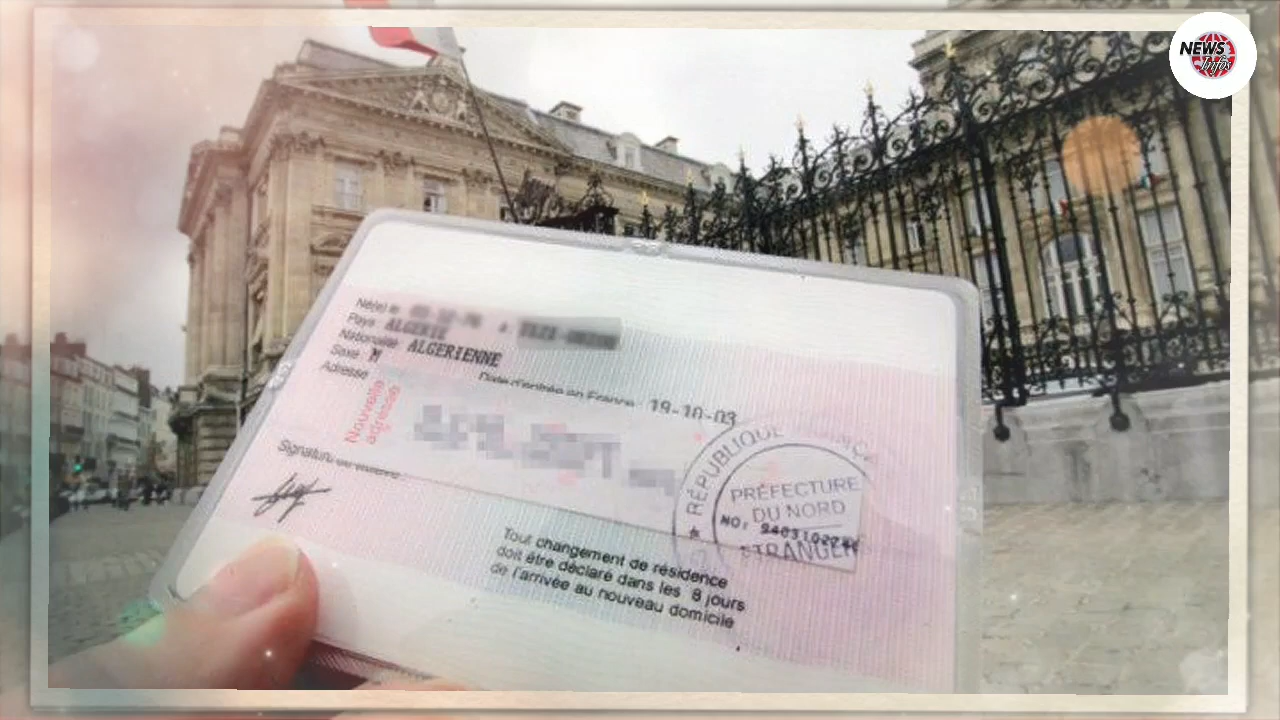 NEWS
Infos
Né(e) le
Pays ALGERIE
Nationalité ALGERIENNE
Sexe M
Adresse
Date d'entrée en France 19-10-03
Nouvelle
adresse
Signature
RÉPUBLIQUE
PRÉFECTURE
DU NORD
NO:
ÉTRANGER
Tout changement de résidence
doit être déclaré dans les 8 jours
de l'arrivée au nouveau domicile